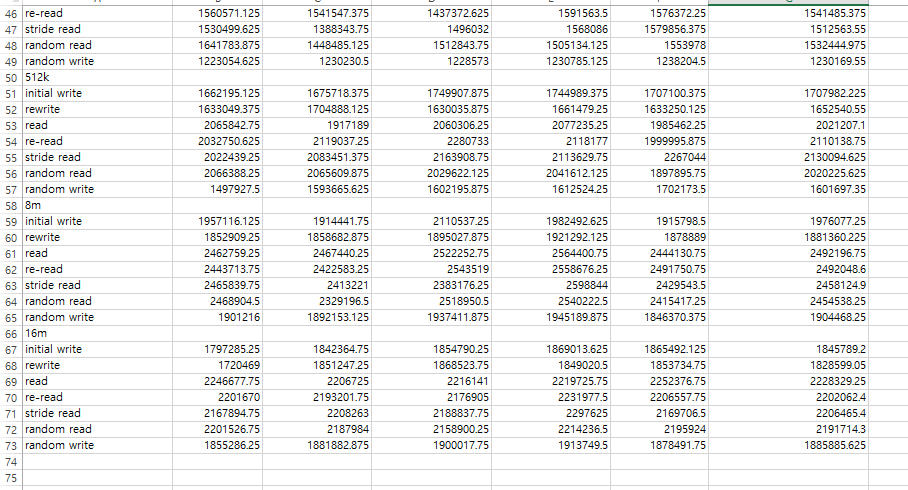 46 re-read 1560571.125 1541547.375 1437372.625 1591563.5 1576372.25 1541485.375
47 stride read 1530499.625 1388343.75 1496032 1568086 1579856.375 1512563.55
48 random read 1641783.875 1448485.125 1512843.75 1505134.125 1553978 1532444.975
49 random write 1223054.625 1230230.5 1228573 1230785.125 1238204.5 1230169.55
50 512k
51 initial write 1662195.125 1675718.375 1749907.875 1744989.375 1707100.375 1707982.225
52 rewrite 1633049.375 1704888.125 1630035.875 1661479.25 1633250.125 1652540.55
53 read 2065842.75 1917189 2060306.25 2077235.25 1985462.25 2021207.1
54 re-read 2032750.625 2119037.25 2280733 2118177 1999995.875 2110138.75
55 stride read 2022439.25 2083451.375 2163908.75 2113629.75 2267044 2130094.625
56 random read 2066388.25 2065609.875 2029622.125 2041612.125 1897895.75 2020225.625
57 random write 1497927.5 1593665.625 1602195.875 1612524.25 1702173.5 1601697.35
58 8m
59 initial write 1957116.125 1914441.75 2110537.25 1982492.625 1915798.5 1976077.25
60 rewrite 1852909.25 1858682.875 1895027.875 1921292.125 1878889 1881360.225
61 read 2462759.25 2467440.25 2522252.75 2564400.75 2444130.75 2492196.75
62 re-read 2443713.75 2422583.25 2543519 2558676.25 2491750.75 2492048.6
63 stride read 2465839.75 2413221 2383176.25 2598844 2429543.5 2458124.9
64 random read 2468904.5 2329196.5 2518950.5 2540222.5 2415417.25 2454538.25
65 random write 1901216 1892153.125 1937411.875 1945189.875 1846370.375 1904468.25
66 16m
67 initial write 1797285.25 1842364.75 1854790.25 1869013.625 1865492.125 1845789.2
68 rewrite 1720469 1851247.25 1868523.75 1849020.5 1853734.75 1828599.05
69 read 2246677.75 2206725 2216141 2219725.75 2252376.75 2228329.25
70 re-read 2201670 2193201.75 2176905 2231977.5 2206557.75 2202062.4
71 stride read 2167894.75 2208263 2188837.75 2297625 2169706.5 2206465.4
72 random read 2201526.75 2187984 2158900.25 2214236.5 2195924 2191714.3
73 random write 1855286.25 1881882.875 1900017.75 1913749.5 1878491.75 1885885.625
74
75